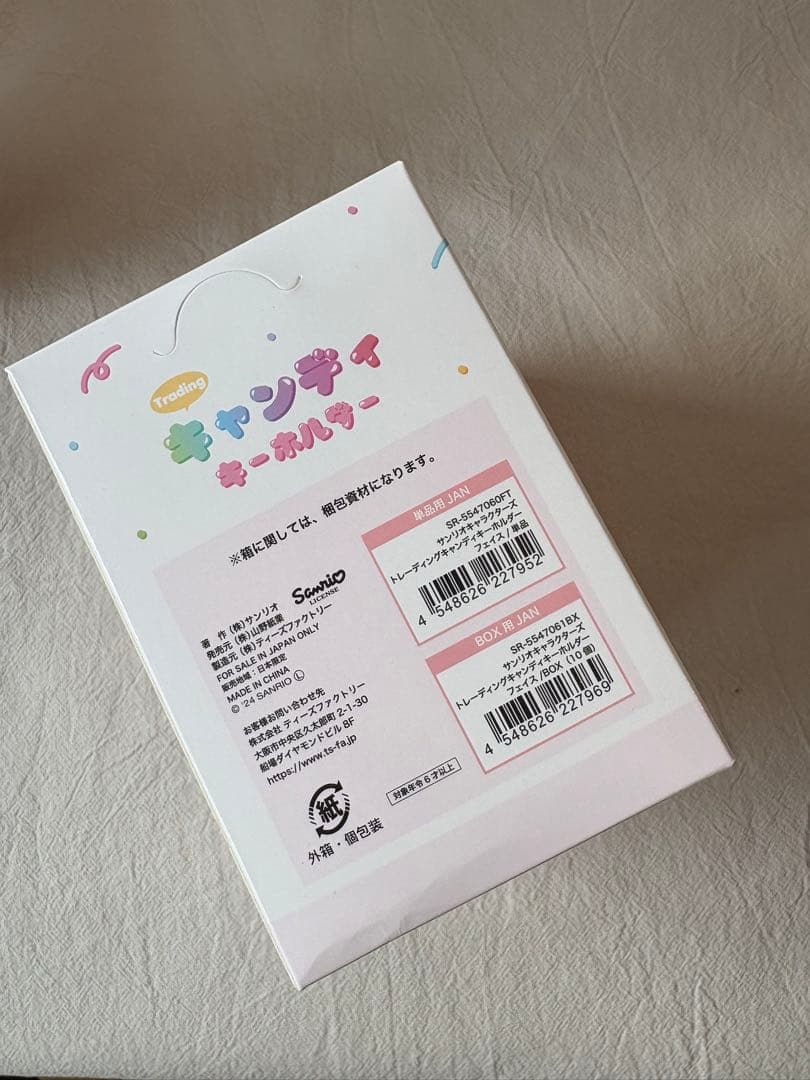 Trading
キャンディ
キーホルダー
※箱に関しては、梱包資材になります。
著 作 (株)サンリオ
発売元 (株)山野紙業
製造元 (株)ティーズファクトリー
FOR SALE IN JAPAN ONLY
販売地域:日本限定
MADE IN CHINA
© '24 SANRIO Ⓛ
Sanrio
LICENSE
お客様お問い合わせ先
株式会社 ティーズファクトリー
大阪市中央区久太郎町 2-1-30
船場ダイヤモンドビル 8F
https://www.ts-fa.jp
紙
外箱・個包装
対象年令6才以上
単品用 JAN
SR-5547060FT
サンリオキャラクターズ
トレーディングキャンディキーホルダー
フェイス / 単品
4 548626 227952
BOX 用 JAN
SR-5547061BX
サンリオキャラクターズ
トレーディングキャンディキーホルダー
フェイス /BOX(10個)
4 548626 227969